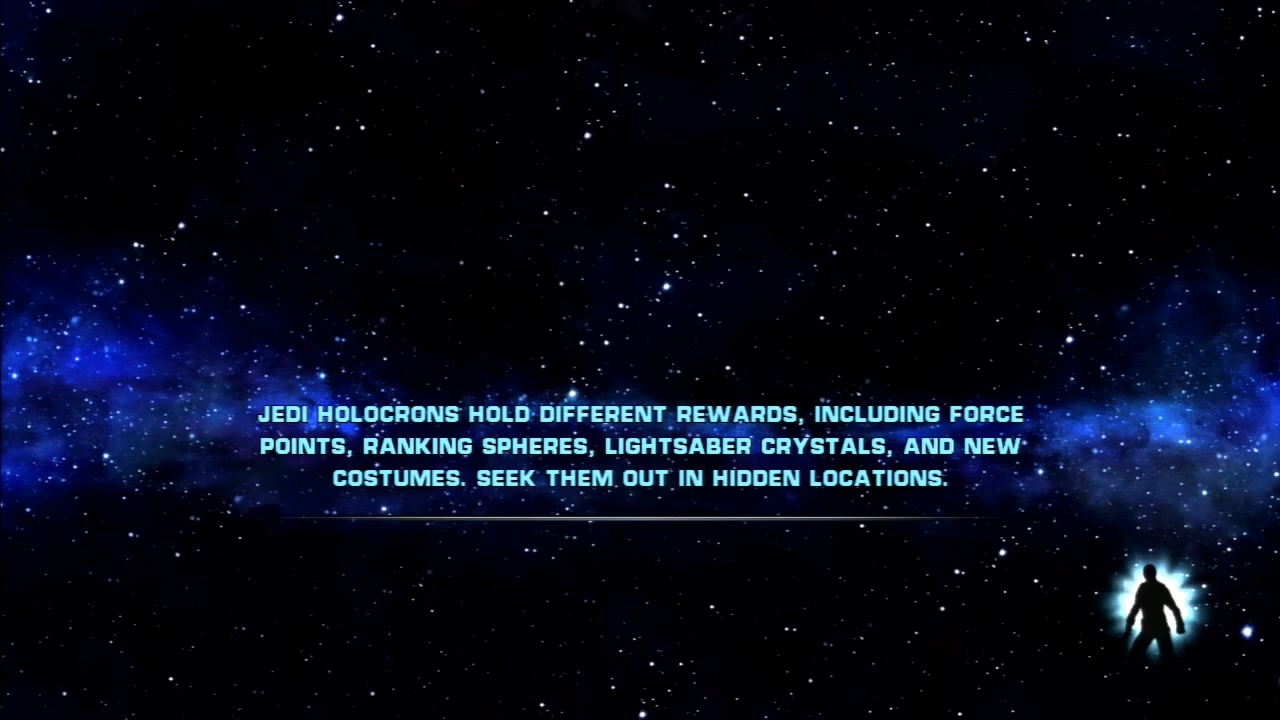 JEDI HOLOCRONS HOLD DIFFERENT REWARDS, INCLUDING FORCE
POINTS, RANKING SPHERES, LIGHTSABER CRYSTALS, AND NEW
COSTUMES. SEEK THEM OUT IN HIDDEN LOCATIONS.